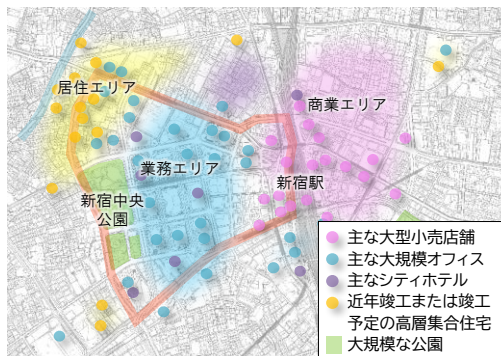 居住エリア
商業エリア
業務エリア
新宿中央
公園
新宿駅
主な大型小売店舗
主な大規模オフィス
主なシティホテル
近年竣工または竣工
予定の高層集合住宅
大規模な公園